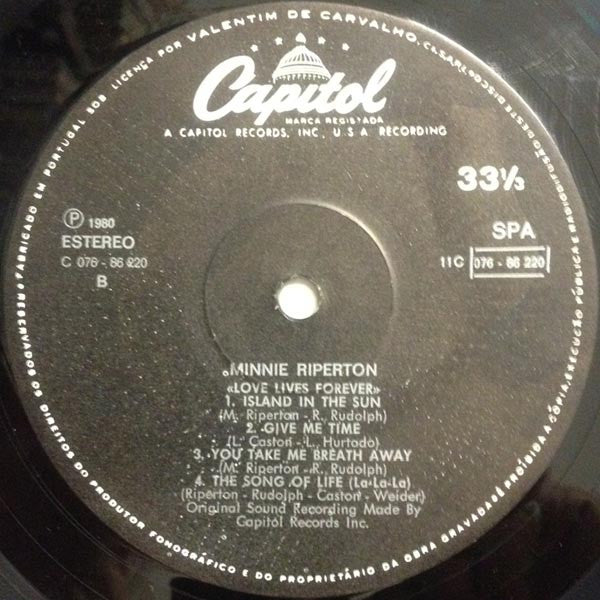 FABRICADO EM PORTUGAL SOB LICENÇA POR VALENTIM DE CARVALHO,
Capitol
MARCA REGISTADA
A CAPITOL RECORDS, INC, U.S.A. RECORDING
33⅓
℗ 1980
ESTEREO
C 076 - 86 220
B
SPA
11C 076 - 86 220
MINNIE RIPERTON
«LOVE LIVES FOREVER»
1. ISLAND IN THE SUN
(M. Riperton - R. Rudolph)
2. GIVE ME TIME
(L. Caston - L. Hurtado)
3. YOU TAKE ME BREATH AWAY
(M. Riperton - R. Rudolph)
4. THE SONG OF LIFE (La-La-La)
(Riperton - Rudolph - Caston - Weider)
Original Sound Recording Made By
Capitol Records Inc.
RESERVADOS OS DIREITOS DO PRODUTOR FONOGRÁFICO E DO PROPRIETÁRIO DA OBRA GRAVADA É PROIBIDA A CÓPIA, EXECUÇÃO PÚBLICA E RADIODIFUSÃO DESTE DISCO